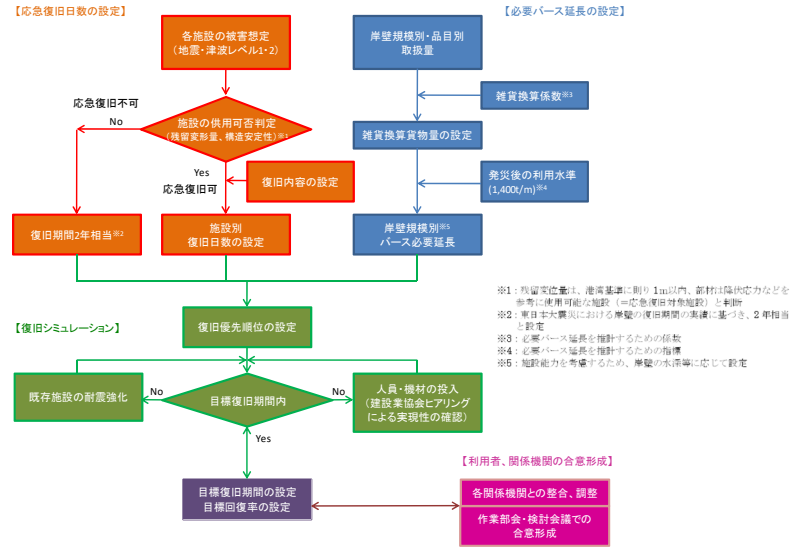 【応急復旧日数の設定】
【必要バース延長の設定】
各施設の被害想定
(地震・津波レベル1・2)
岸壁規模別・品目別
取扱量
応急復旧不可
No
施設の供用可否判定
(残留変形量、構造安定性)※1
雑貨換算係数※3
雑貨換算貨物量の設定
Yes
応急復旧可
復旧内容の設定
発災後の利用水準
(1,400t/m)※4
復旧期間2年相当※2
施設別
復旧日数の設定
岸壁規模別※5
バース必要延長
※1：残留変位量は、港湾基準に則り1m以内、部材は降伏応力などを
参考に使用可能な施設（＝応急復旧対象施設）と判断
※2：東日本大震災における岸壁の復旧期間の実績に基づき、2年相当
と設定
※3：必要バース延長を推計するための係数
※4：必要バース延長を推計するための指標
※5：施設能力を考慮するため、岸壁の水深等に応じて設定
【復旧シミュレーション】
復旧優先順位の設定
既存施設の耐震強化
No
目標復旧期間内
No
人員・機材の投入
(建設業協会ヒアリング
による実現性の確認)
Yes
【利用者、関係機関の合意形成】
目標復旧期間の設定
目標回復率の設定
各関係機関との整合、調整
作業部会・検討会議での
合意形成